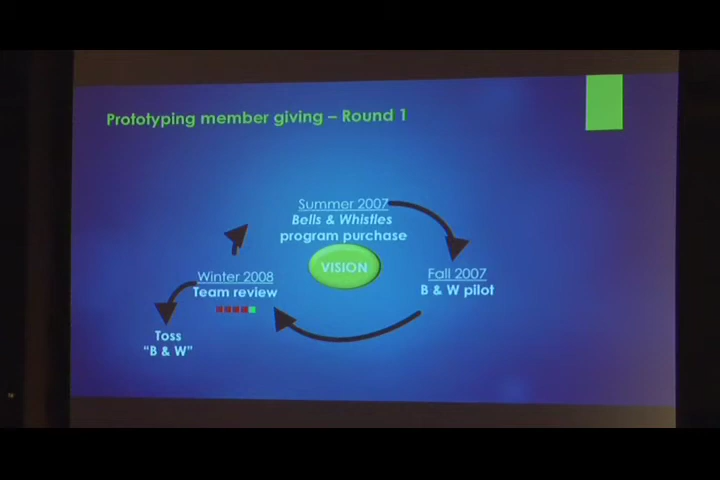 Prototyping member giving – Round 1
Summer 2007
Bells & Whistles
program purchase
VISION
Fall 2007
B & W pilot
Winter 2008
Team review
Toss
“B & W”